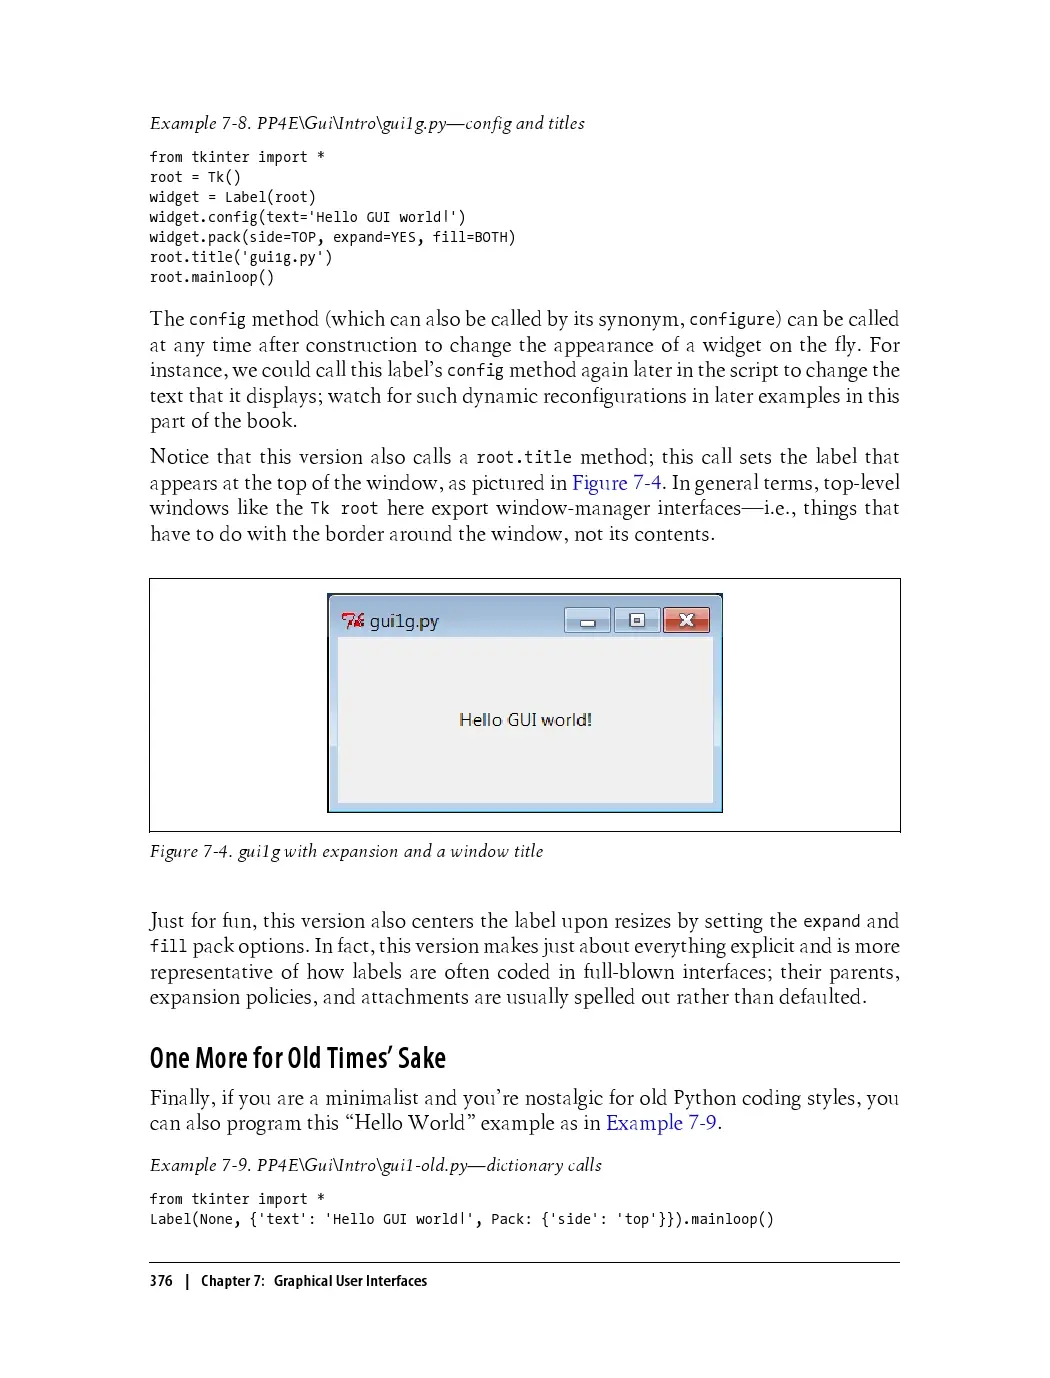 Example 7-8. PP4E\Gui\Intro\gui1g.py—config and titles
from tkinter import *
root = Tk()
widget = Label(root)
widget.config(text='Hello GUI world|')
widget.pack(side=TOP, expand=YES, fill=BOTH)
root.title('gui1g.py')
root.mainloop()
The config method (which can also be called by its synonym, configure) can be called
at any time after construction to change the appearance of a widget on the fly. For
instance, we could call this label’s config method again later in the script to change the
text that it displays; watch for such dynamic reconfigurations in later examples in this
part of the book.
Notice that this version also calls a root.title method; this call sets the label that
appears at the top of the window, as pictured in Figure 7-4. In general terms, top-level
windows like the Tk root here export window-manager interfaces—i.e., things that
have to do with the border around the window, not its contents.
gui1g.py
Hello GUI world!
Figure 7-4. gui1g with expansion and a window title
Just for fun, this version also centers the label upon resizes by setting the expand and
fill pack options. In fact, this version makes just about everything explicit and is more
representative of how labels are often coded in full-blown interfaces; their parents,
expansion policies, and attachments are usually spelled out rather than defaulted.
One More for Old Times’ Sake
Finally, if you are a minimalist and you’re nostalgic for old Python coding styles, you
can also program this “Hello World” example as in Example 7-9.
Example 7-9. PP4E\Gui\Intro\gui1-old.py—dictionary calls
from tkinter import *
Label(None, {'text': 'Hello GUI world|', Pack: {'side': 'top'}}).mainloop()
376 | Chapter 7: Graphical User Interfaces